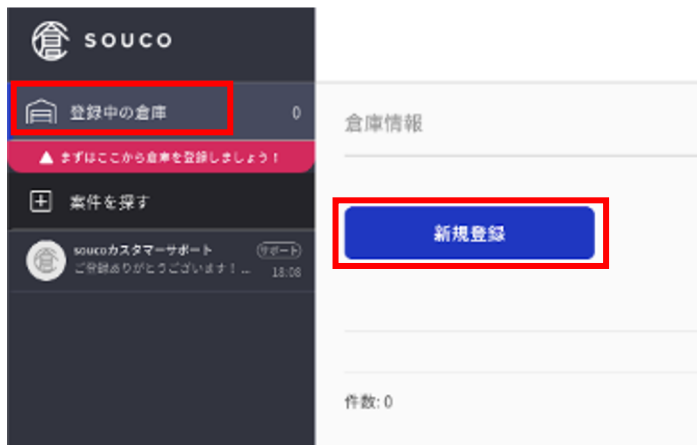 倉 souco
登録中の倉庫 0
▲ まずはここから倉庫を登録しましょう！
案件を探す
soucoカスタマーサポート サポート
倉 ご登録ありがとうございます！... 18:08
倉庫情報
新規登録
件数: 0